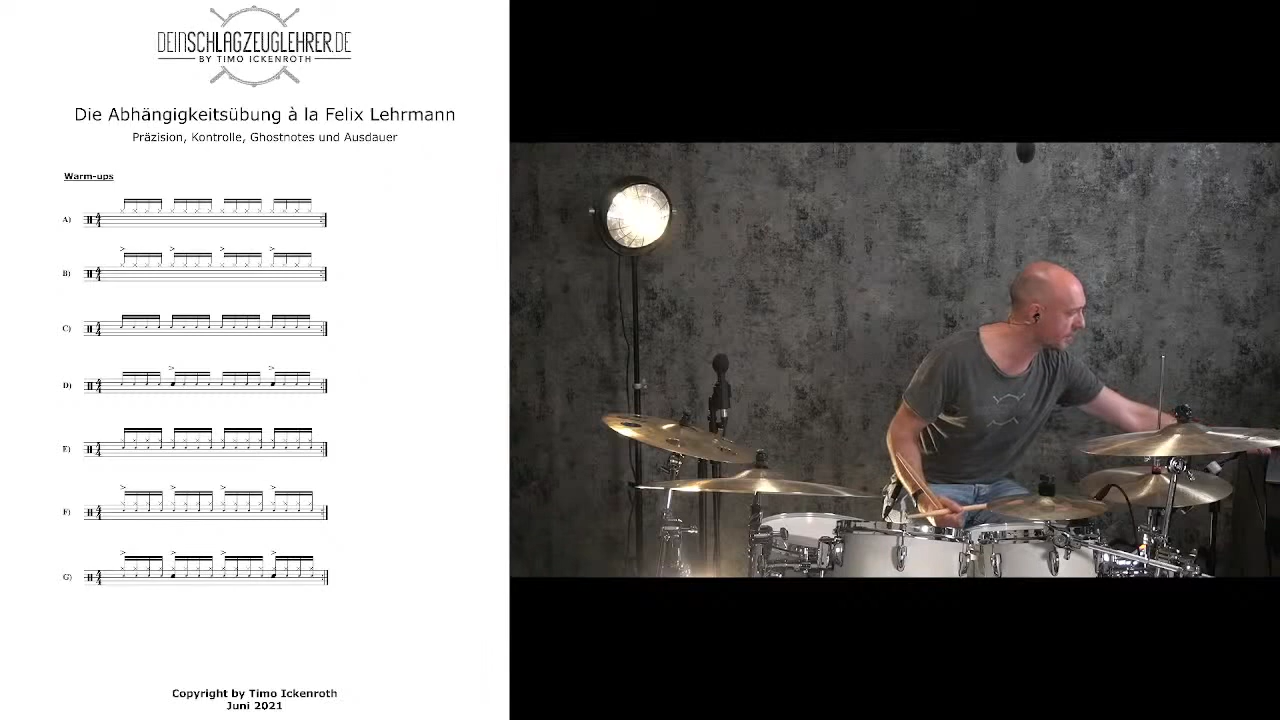 DEINSCHLAGZEUGLEHRER.DE
BY TIMO ICKENROTH
Die Abhängigkeitsübung à la Felix Lehrmann
Präzision, Kontrolle, Ghostnotes und Ausdauer
Warm-ups
A)
B)
C)
D)
E)
F)
G)
Copyright by Timo Ickenroth
Juni 2021